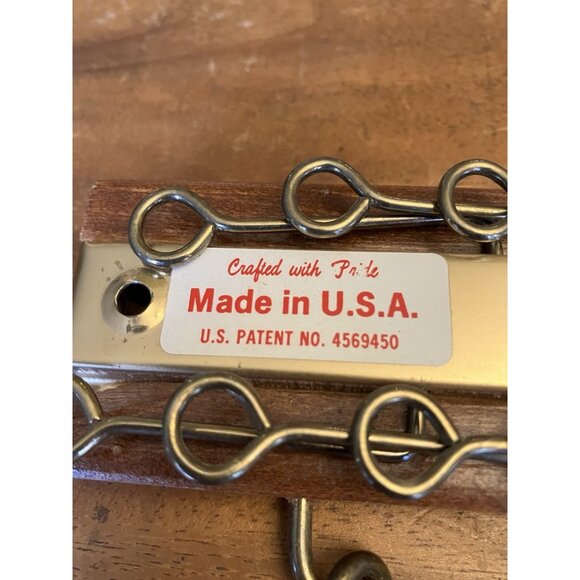 Crafted with Pride
Made in U.S.A.
U.S. PATENT NO. 4569450